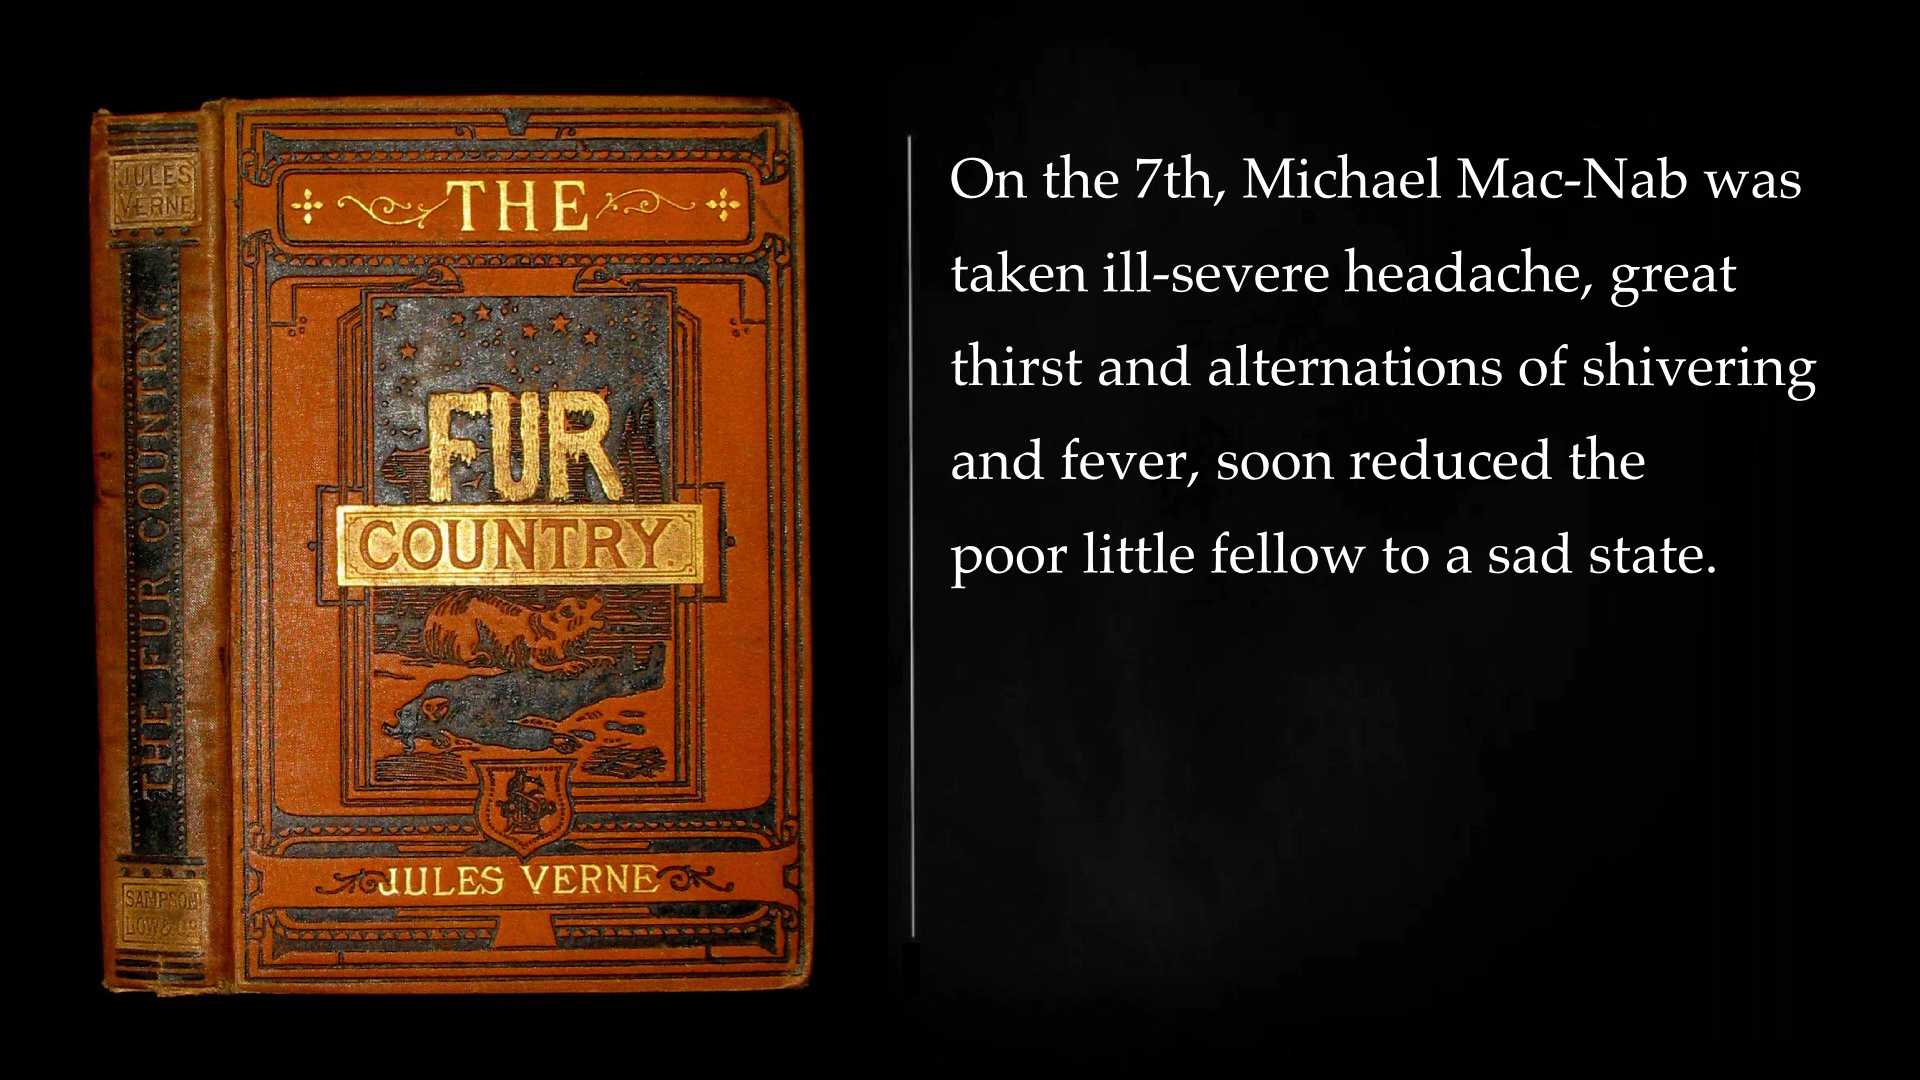 JULES
VERNE
THE FUR COUNTRY.
SAMPSON
LOW & Co
THE
FUR
COUNTRY.
JULES VERNE
On the 7th, Michael Mac-Nab was
taken ill-severe headache, great
thirst and alternations of shivering
and fever, soon reduced the
poor little fellow to a sad state.